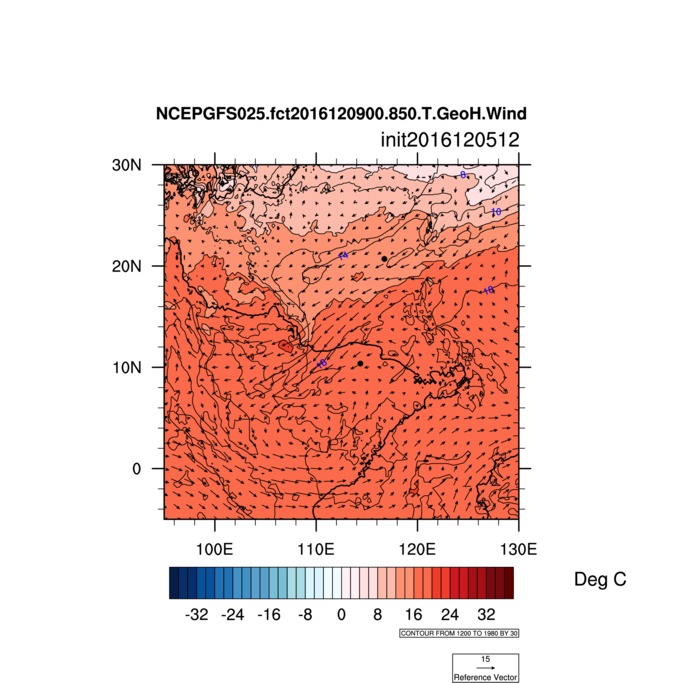 NCEPGFS025.fct2016120900.850.T.GeoH.Wind
init2016120512
30N
20N
10N
0
8
10
14
18
18
100E
110E
120E
130E
-32 -24 -16 -8 0 8 16 24 32
Deg C
CONTOUR FROM 1200 TO 1980 BY 30
15
Reference Vector